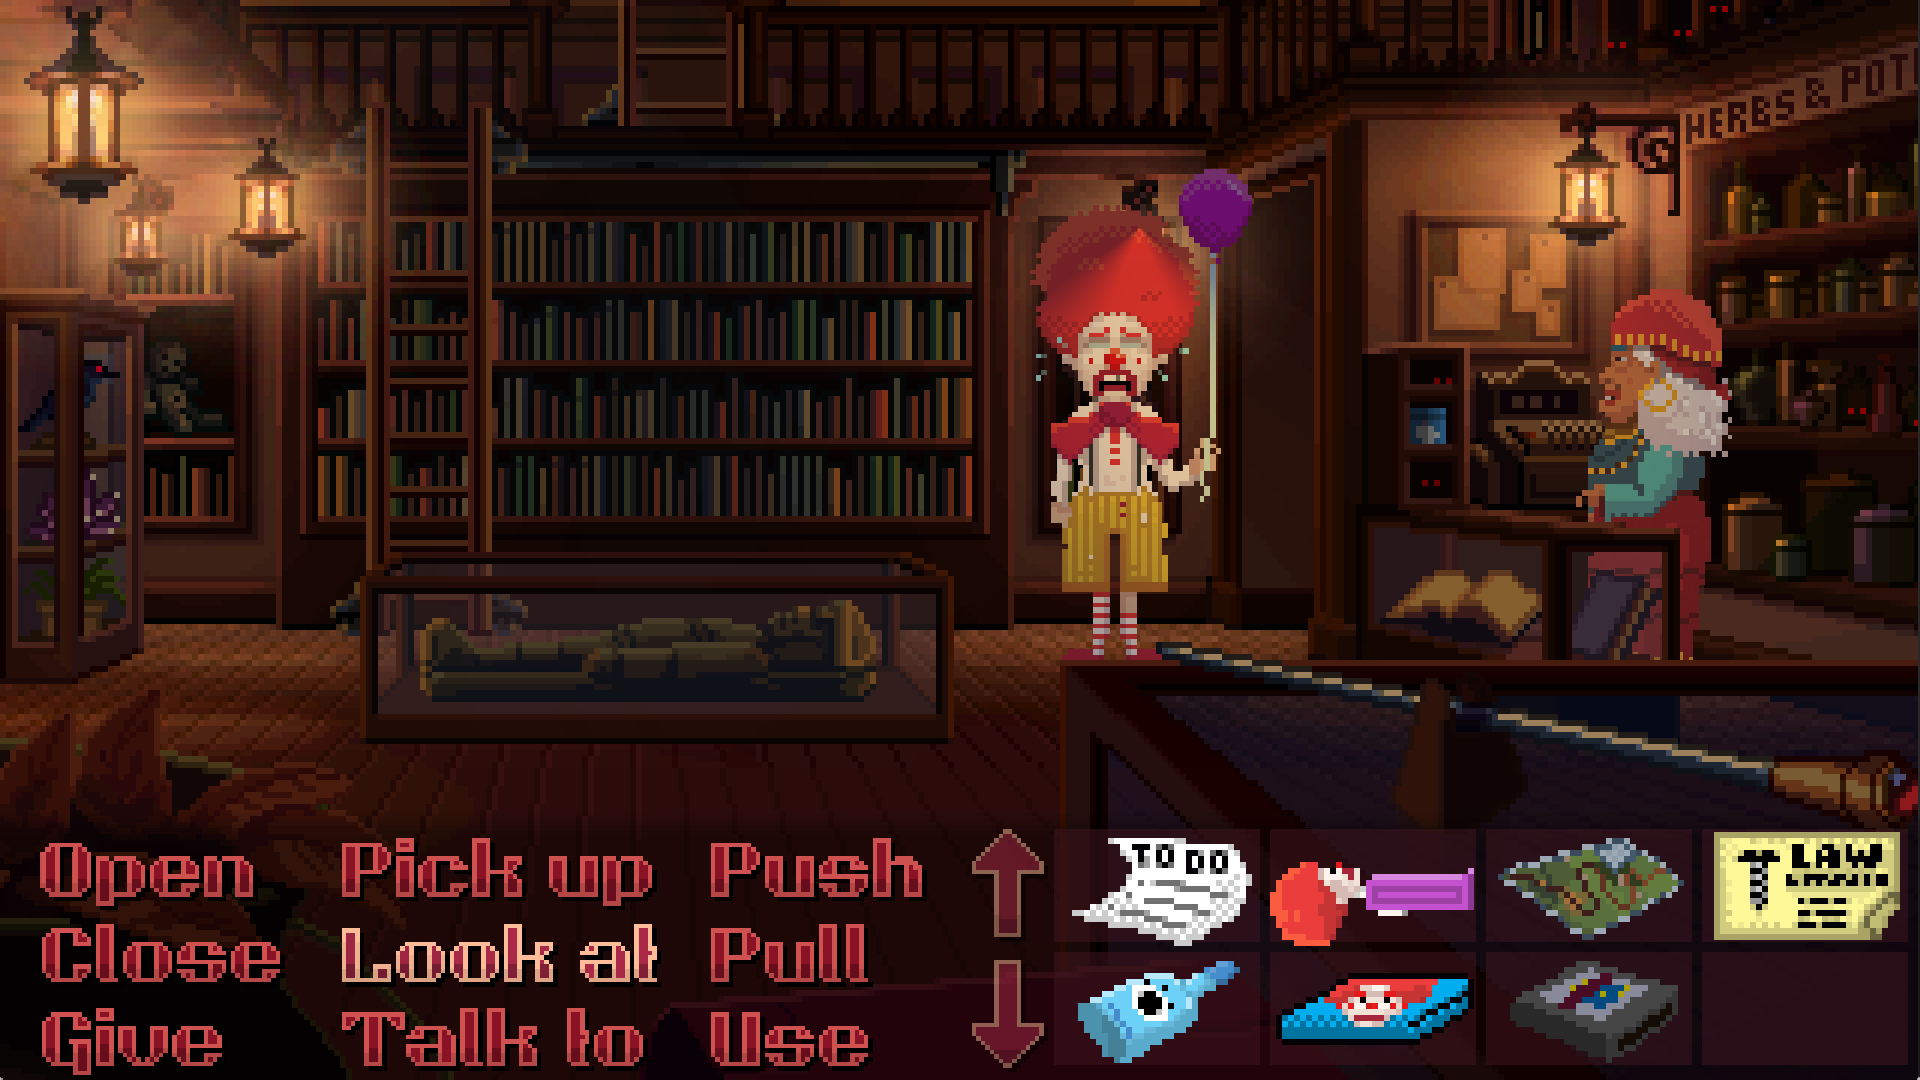 HERBS & POT
Open Pick up Push
Close Look at Pull
Give Talk to Use
TO DO
LAW